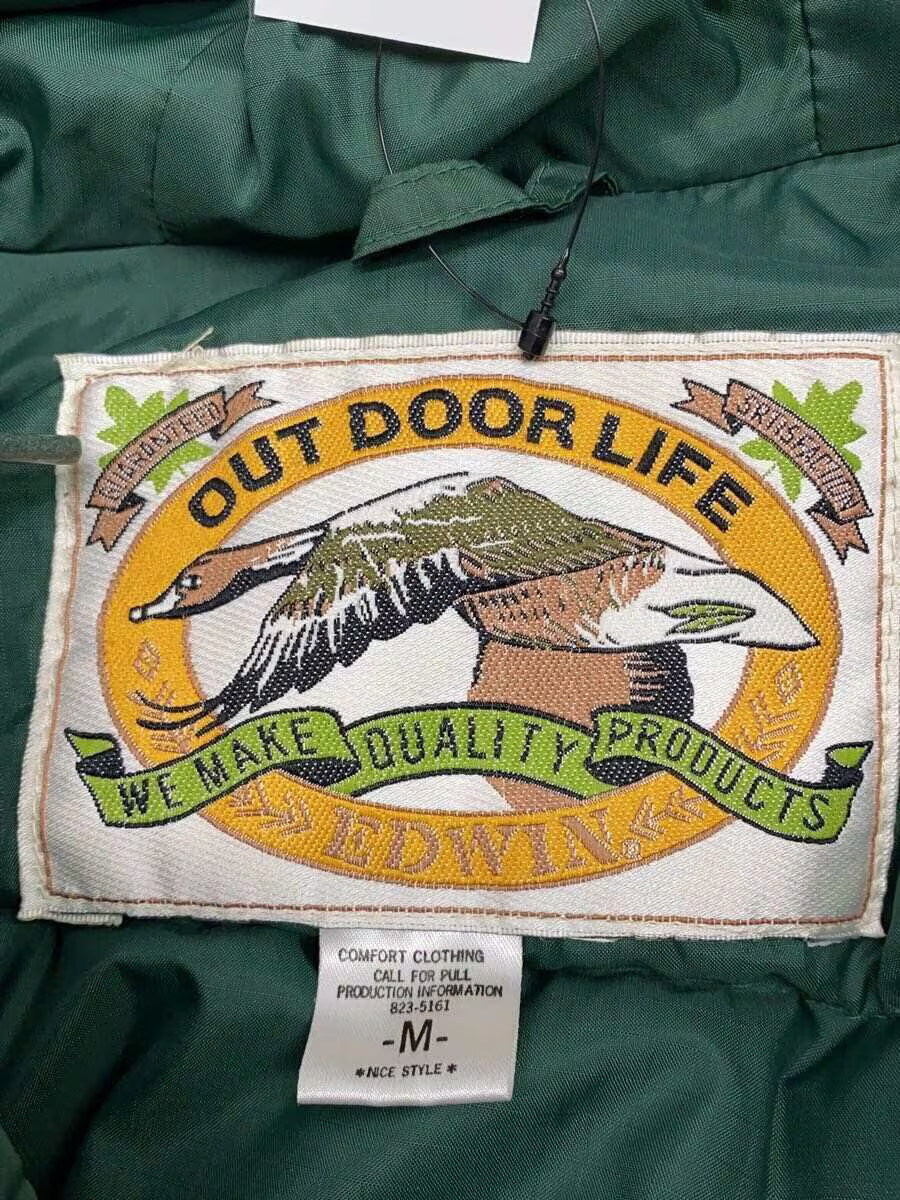 OUT DOOR LIFE
WE MAKE QUALITY PRODUCTS
EDWIN.
COMFORT CLOTHING
CALL FOR PULL
PRODUCTION INFORMATION
823-5161
-M-
*NICE STYLE*